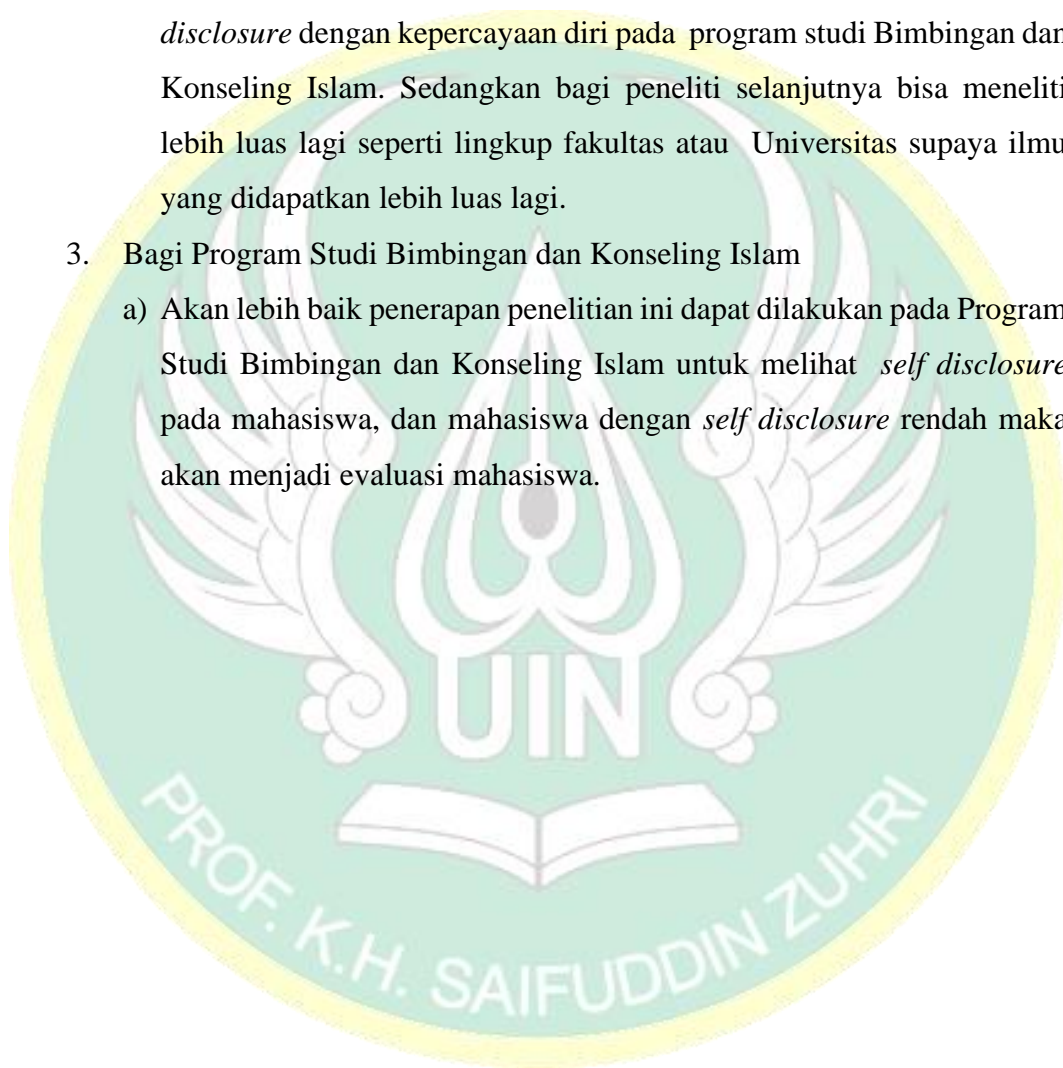 disclosure dengan kepercayaan diri pada program studi Bimbingan dan
Konseling Islam. Sedangkan bagi peneliti selanjutnya bisa meneliti
lebih luas lagi seperti lingkup fakultas atau Universitas supaya ilmu
yang didapatkan lebih luas lagi.
3. Bagi Program Studi Bimbingan dan Konseling Islam
a) Akan lebih baik penerapan penelitian ini dapat dilakukan pada Program
Studi Bimbingan dan Konseling Islam untuk melihat self disclosure
pada mahasiswa, dan mahasiswa dengan self disclosure rendah maka
akan menjadi evaluasi mahasiswa.
UIN
PROF. K.H. SAIFUDDIN ZUHRI